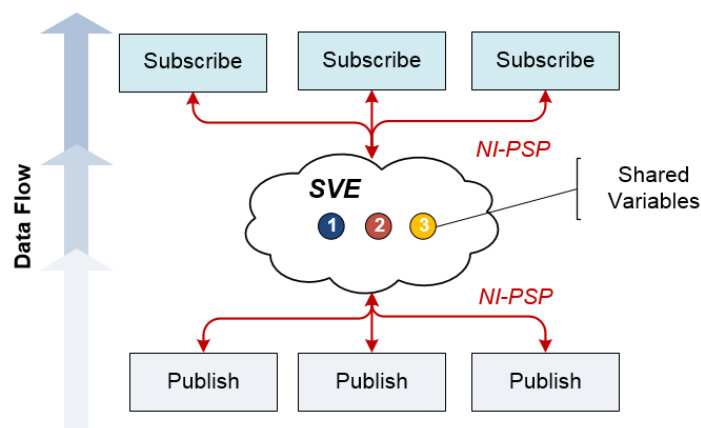 Subscribe
Subscribe
Subscribe
NI-PSP
Shared
Variables
SVE
1
2
3
Data Flow
NI-PSP
Publish
Publish
Publish